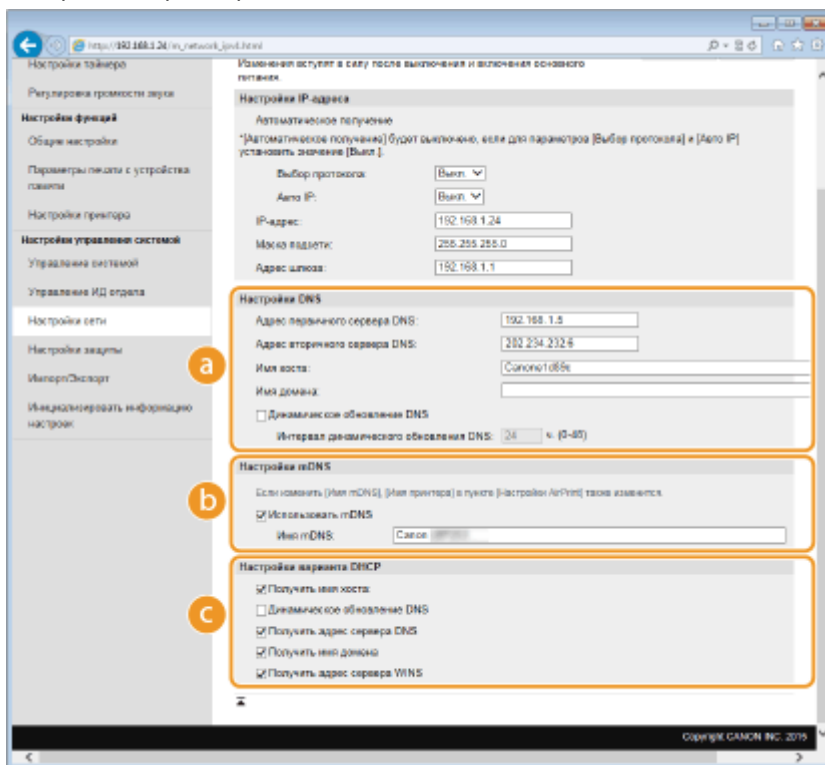 http://192.168.1.24/m_network_ipv4.html
Настройки таймера
Регулировка громкости звука
Настройки функций
Общие настройки
Параметры печати с устройства
памяти
Настройки принтера
Настройки управления системой
Управление системой
Управление ИД отдела
Настройки сети
Настройки защиты
Импорт/Экспорт
Инициализировать информацию
настроек
Изменения вступят в силу после выключения и включения основного
питания.
Настройки IP-адреса
Автоматическое получение
*[Автоматическое получение] будет выключено, если для параметров [Выбор протокола] и [Авто IP]
установить значение [Выкл.].
Выбор протокола: Выкл.
Авто IP: Выкл.
IP-адрес: 192.168.1.24
Маска подсети: 255.255.255.0
Адрес шлюза: 192.168.1.1
a
Настройки DNS
Адрес первичного сервера DNS: 192.168.1.5
Адрес вторичного сервера DNS: 202.234.232.6
Имя хоста:
Имя домена:
Динамическое обновление DNS
Интервал динамического обновления DNS: 24 ч. (0-48)
b
Настройки mDNS
Если изменить [Имя mDNS], [Имя принтера] в пункте [Настройки AirPrint] также изменится.
Использовать mDNS
Имя mDNS: Canon
c
Настройки варианта DHCP
Получить имя хоста
Динамическое обновление DNS
Получить адрес сервера DNS
Получить имя домена
Получить адрес сервера WINS
Copyright CANON INC. 2015